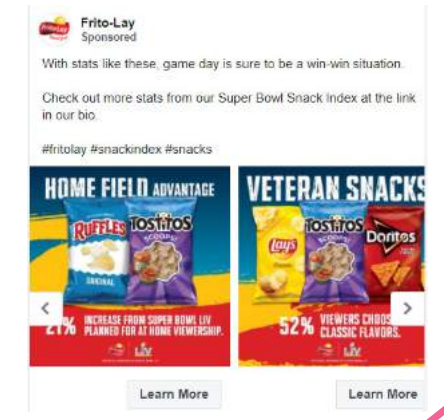 Frito-Lay
Sponsored
With stats like these, game day is sure to be a win-win situation.
Check out more stats from our Super Bowl Snack Index at the link
in our bio.
#fritolay #snackindex #snacks
HOME FIELD ADVANTAGE
RUFFLES
ORIGINAL
TOSTITOS
SCOOPS!
INCREASE FROM SUPER BOWL LIV
PLANNED FOR AT HOME VIEWERSHIP.
LIV
Learn More
VETERAN SNACKS
Lay's
Classic
TOSTITOS
SCOOPS!
Doritos
52% VIEWERS CHOOS
CLASSIC FLAVORS.
LIV
Learn More